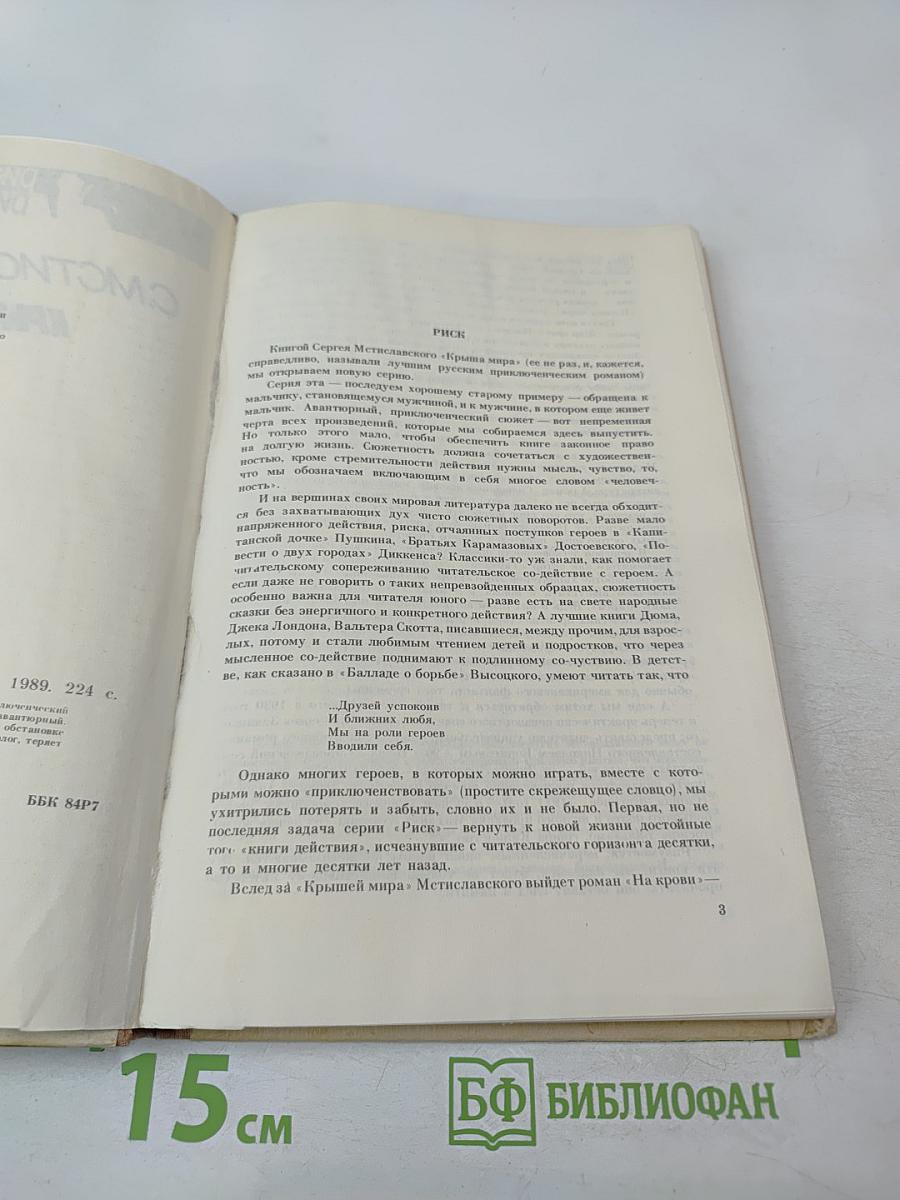 и
о
1989. 224 с.
ключенческий
авантюрный.
обстановке
лог, теряет
ББК 84Р7
РИСК
Книгой Сергея Мстиславского «Крыша мира» (ее не раз, и, кажется,
справедливо, называли лучшим русским приключенческим романом)
мы открываем новую серию.
Серия эта — последуем хорошему старому примеру — обращена к
мальчику, становящемуся мужчиной, и к мужчине, в котором еще живет
мальчик. Авантюрный, приключенческий сюжет — вот непременная
черта всех произведений, которые мы собираемся здесь выпустить.
Но только этого мало, чтобы обеспечить книге законное право
на долгую жизнь. Сюжетность должна сочетаться с художествен-
ностью, кроме стремительности действия нужны мысль, чувство, то,
что мы обозначаем включающим в себя многое словом «человеч-
ность».
И на вершинах своих мировая литература далеко не всегда обходит-
ся без захватывающих дух чисто сюжетных поворотов. Разве мало
напряженного действия, риска, отчаянных поступков героев в «Капи-
танской дочке» Пушкина, «Братьях Карамазовых» Достоевского, «По-
вести о двух городах» Диккенса? Классики-то уж знали, как помогает
читательскому сопереживанию читательское со-действие с героем. А
если даже не говорить о таких непревзойденных образцах, сюжетность
особенно важна для читателя юного — разве есть на свете народные
сказки без энергичного и конкретного действия? А лучшие книги Дюма,
Джека Лондона, Вальтера Скотта, писавшиеся, между прочим, для взрос-
лых, потому и стали любимым чтением детей и подростков, что через
мысленное со-действие поднимают к подлинному со-чуствию. В детст-
ве, как сказано в «Балладе о борьбе» Высоцкого, умеют читать так, что
...Друзей успокоив
И ближних любя,
Мы на роли героев
Вводили себя.
Однако многих героев, в которых можно играть, вместе с кото-
рыми можно «приключенствовать» (простите скрежещущее словцо), мы
ухитрились потерять и забыть, словно их и не было. Первая, но не
последняя задача серии «Риск» — вернуть к новой жизни достойные
того «книги действия», исчезнувшие с читательского горизонта десятки,
а то и многие десятки лет назад.
Вслед за «Крышей мира» Мстиславского выйдет роман «На крови» —
3
15 см
БФ БИБЛИОФАН